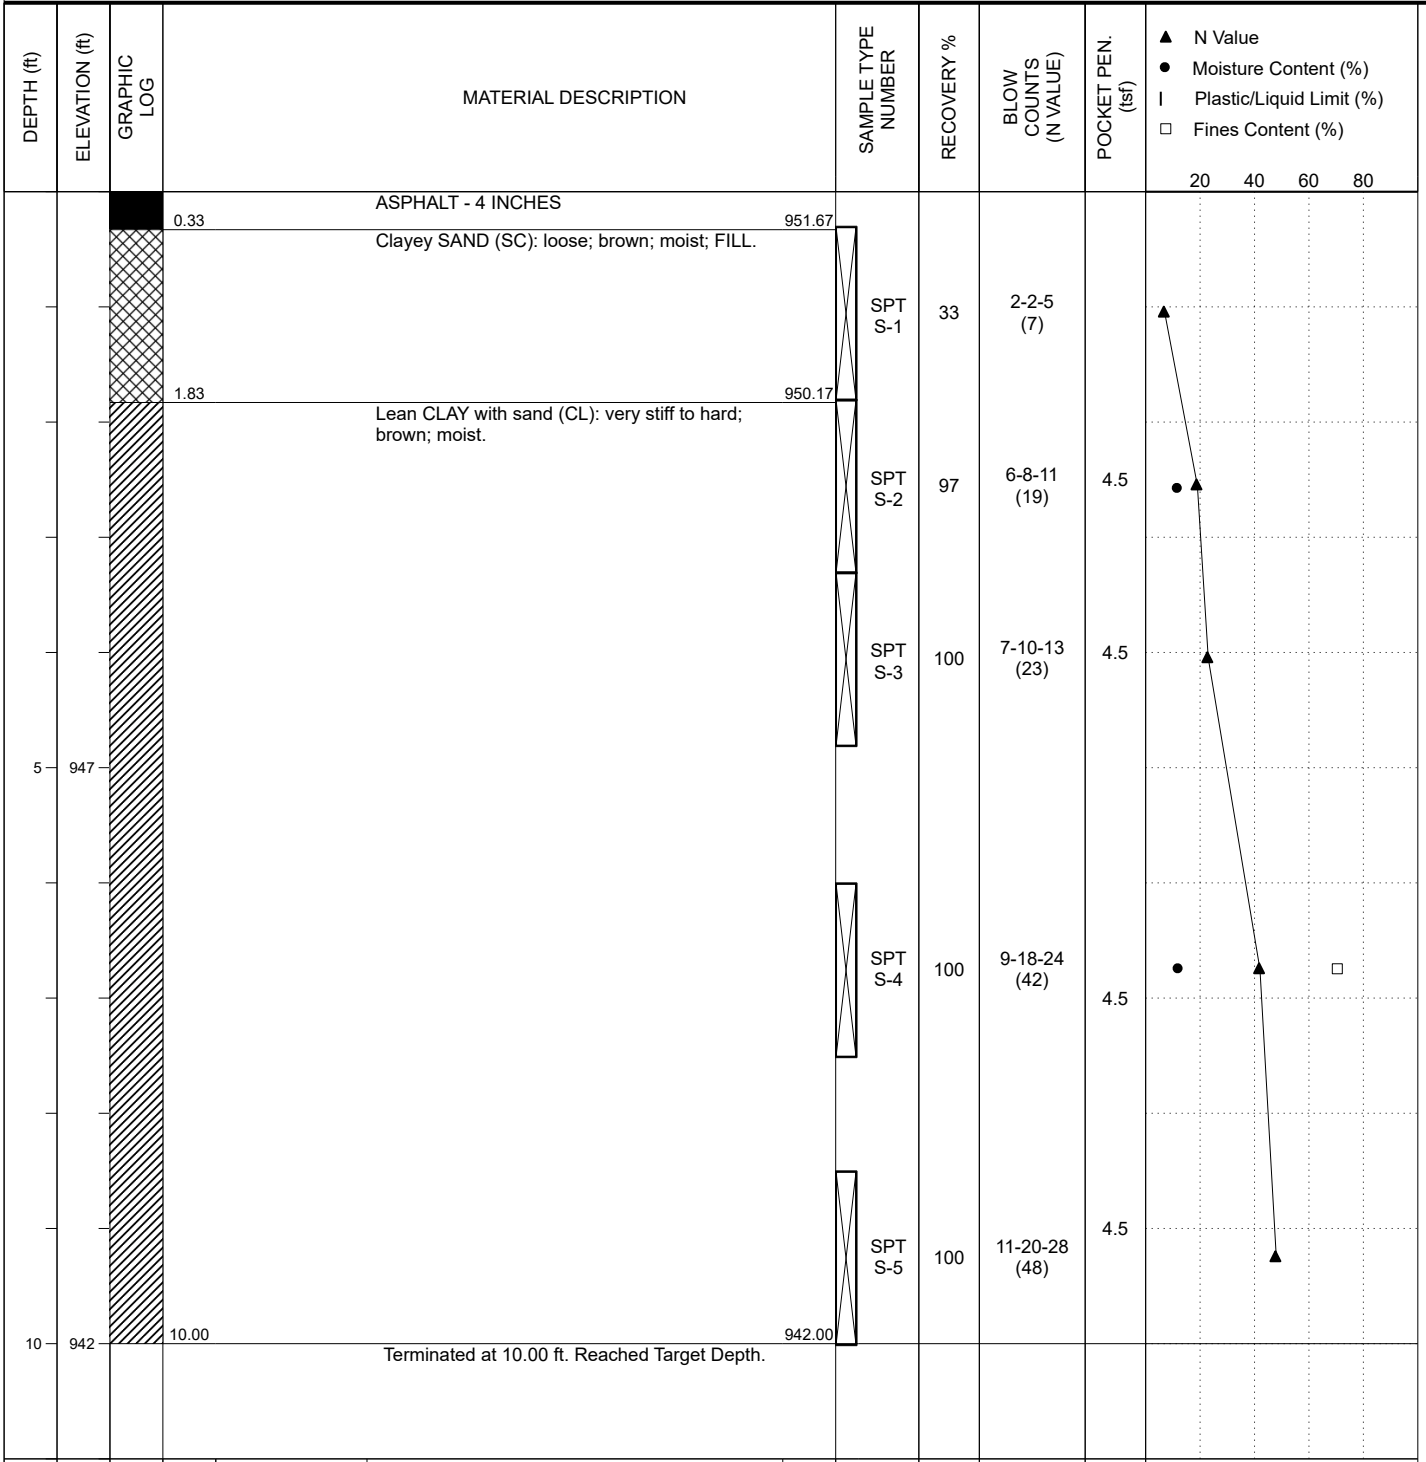 DEPTH (ft)
ELEVATION (ft)
GRAPHIC
LOG
MATERIAL DESCRIPTION
SAMPLE TYPE
NUMBER
RECOVERY %
BLOW
COUNTS
(N VALUE)
POCKET PEN.
(tsf)
N Value
Moisture Content (%)
Plastic/Liquid Limit (%)
Fines Content (%)
20 40 60 80
ASPHALT - 4 INCHES
0.33 951.67
Clayey SAND (SC): loose; brown; moist; FILL.
SPT
S-1
33
2-2-5
(7)
1.83 950.17
Lean CLAY with sand (CL): very stiff to hard;
brown; moist.
SPT
S-2
97
6-8-11
(19)
4.5
SPT
S-3
100
7-10-13
(23)
4.5
5 947
SPT
S-4
100
9-18-24
(42)
4.5
SPT
S-5
100
11-20-28
(48)
4.5
10 942
10.00 942.00
Terminated at 10.00 ft. Reached Target Depth.